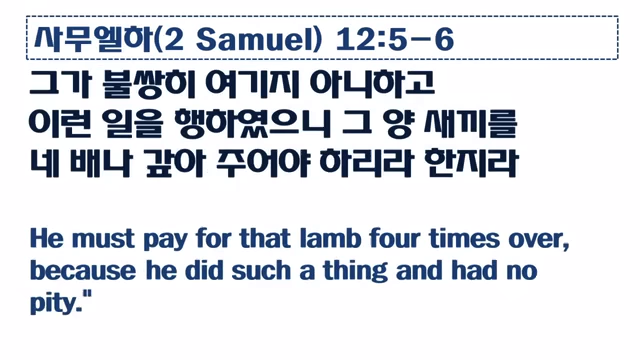 사무엘하(2 Samuel) 12:5-6
그가 불쌍히 여기지 아니하고
이런 일을 행하였으니 그 양 새끼를
네 배나 갚아 주어야 하리라 한지라
He must pay for that lamb four times over,
because he did such a thing and had no
pity."